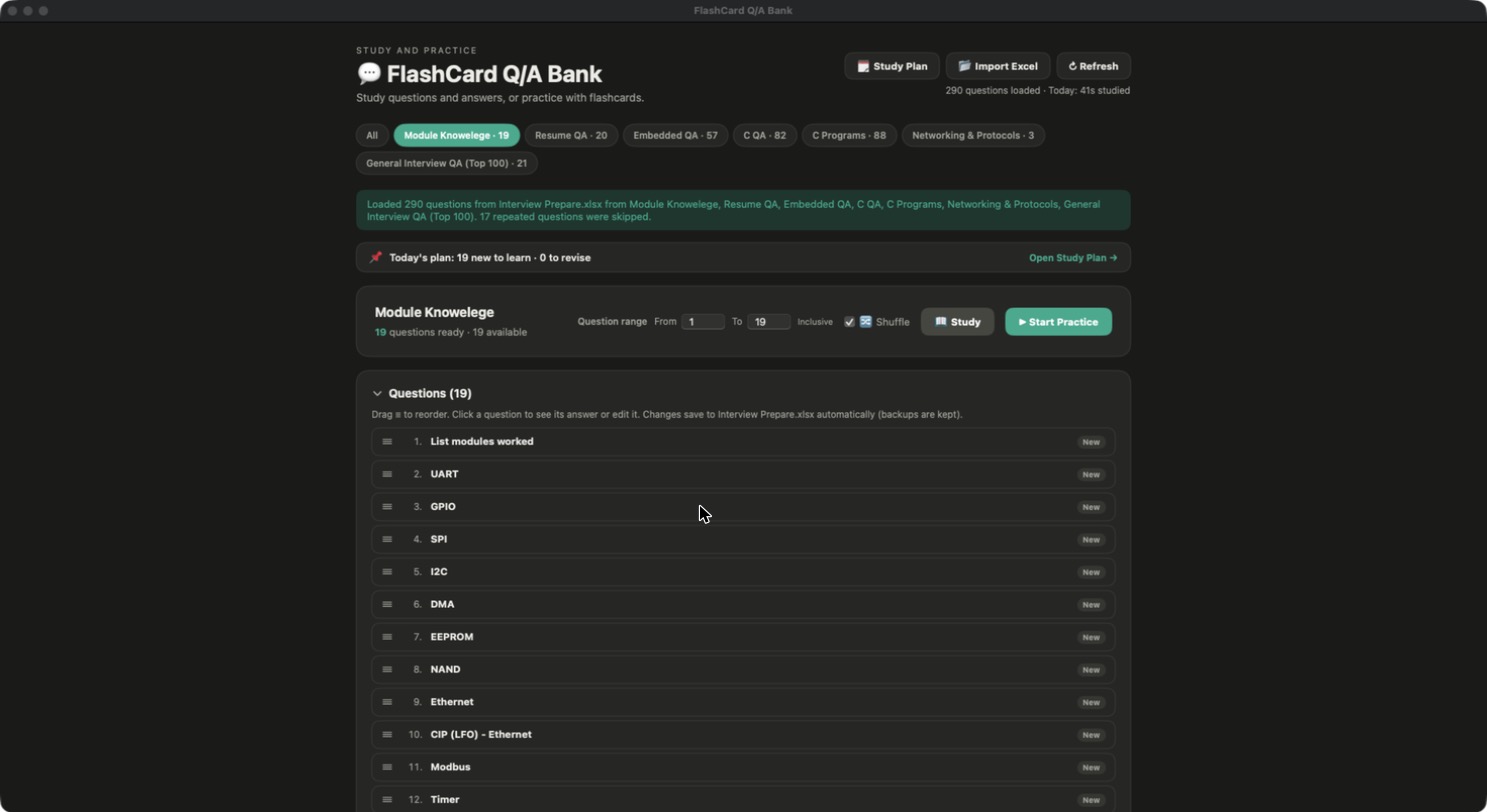 FlashCard Q/A Bank
STUDY AND PRACTICE
💬 FlashCard Q/A Bank
Study questions and answers, or practice with flashcards.
Study Plan
Import Excel
↻ Refresh
290 questions loaded · Today: 41s studied
All
Module Knowelege · 19
Resume QA · 20
Embedded QA · 57
C QA · 82
C Programs · 88
Networking & Protocols · 3
General Interview QA (Top 100) · 21
Loaded 290 questions from Interview Prepare.xlsx from Module Knowelege, Resume QA, Embedded QA, C QA, C Programs, Networking & Protocols, General
Interview QA (Top 100). 17 repeated questions were skipped.
📌 Today's plan: 19 new to learn · 0 to revise
Open Study Plan →
Module Knowelege
19 questions ready · 19 available
Question range From 1 To 19 Inclusive
🔀 Shuffle
📖 Study
▶ Start Practice
Questions (19)
Drag ≡ to reorder. Click a question to see its answer or edit it. Changes save to Interview Prepare.xlsx automatically (backups are kept).
1. List modules worked New
2. UART New
3. GPIO New
4. SPI New
5. I2C New
6. DMA New
7. EEPROM New
8. NAND New
9. Ethernet New
10. CIP (LFO) - Ethernet New
11. Modbus New
12. Timer New